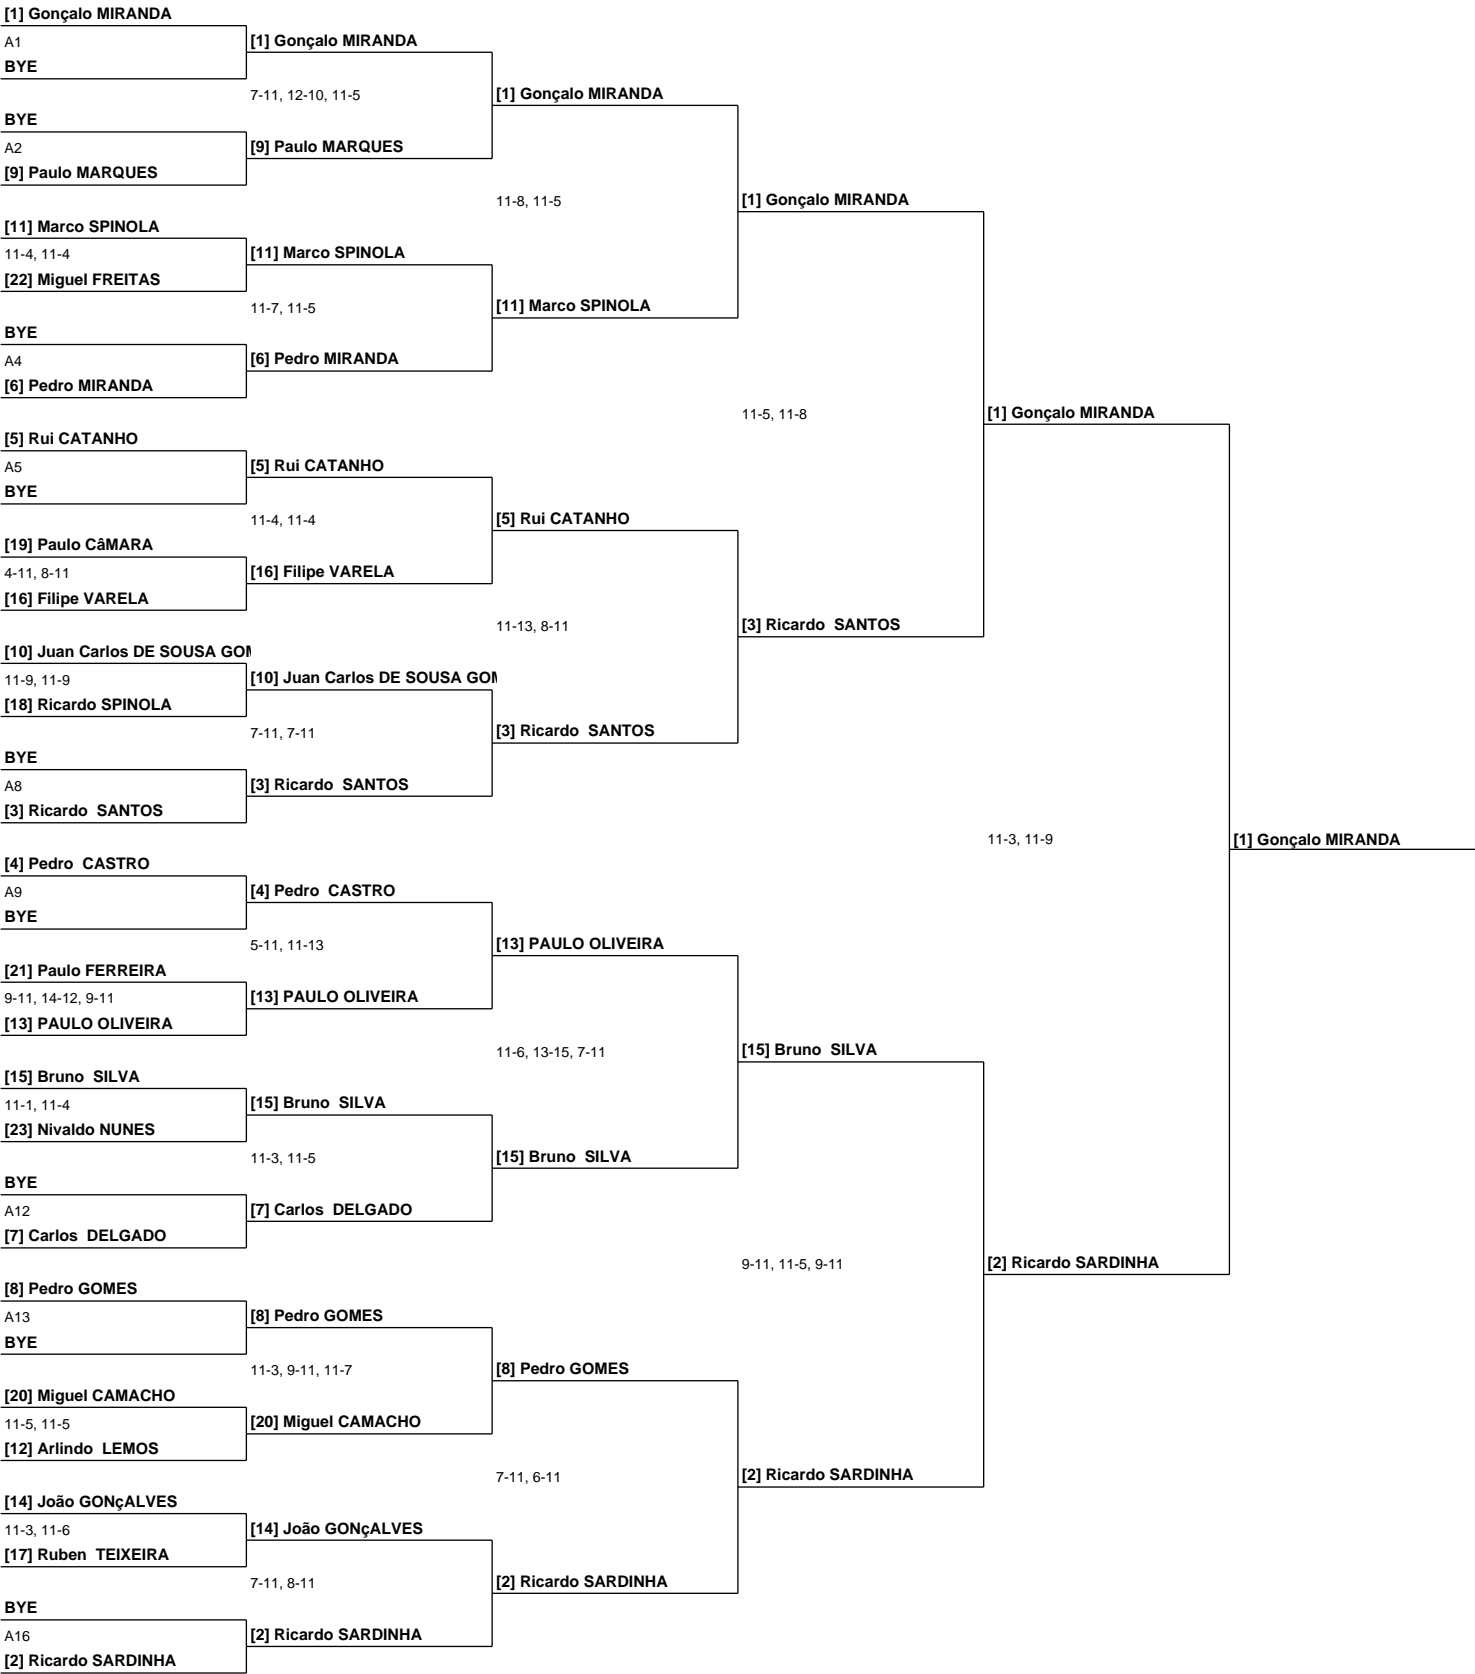 [1] Gonçalo MIRANDA
A1
BYE
[1] Gonçalo MIRANDA
7-11, 12-10, 11-5
BYE
A2
[9] Paulo MARQUES
[9] Paulo MARQUES
[1] Gonçalo MIRANDA
11-8, 11-5
[11] Marco SPINOLA
11-4, 11-4
[22] Miguel FREITAS
[11] Marco SPINOLA
11-7, 11-5
BYE
A4
[6] Pedro MIRANDA
[6] Pedro MIRANDA
[11] Marco SPINOLA
[1] Gonçalo MIRANDA
11-5, 11-8
[5] Rui CATANHO
A5
BYE
[5] Rui CATANHO
11-4, 11-4
[19] Paulo CâMARA
4-11, 8-11
[16] Filipe VARELA
[16] Filipe VARELA
[5] Rui CATANHO
11-13, 8-11
[10] Juan Carlos DE SOUSA GOM
11-9, 11-9
[18] Ricardo SPINOLA
[10] Juan Carlos DE SOUSA GOM
7-11, 7-11
BYE
A8
[3] Ricardo  SANTOS
[3] Ricardo  SANTOS
[3] Ricardo  SANTOS
[3] Ricardo  SANTOS
[1] Gonçalo MIRANDA
11-3, 11-9
[1] Gonçalo MIRANDA
[4] Pedro  CASTRO
A9
BYE
[4] Pedro  CASTRO
5-11, 11-13
[21] Paulo FERREIRA
9-11, 14-12, 9-11
[13] PAULO OLIVEIRA
[13] PAULO OLIVEIRA
[13] PAULO OLIVEIRA
11-6, 13-15, 7-11
[15] Bruno  SILVA
11-1, 11-4
[23] Nivaldo NUNES
[15] Bruno  SILVA
11-3, 11-5
BYE
A12
[7] Carlos  DELGADO
[7] Carlos  DELGADO
[15] Bruno  SILVA
[15] Bruno  SILVA
9-11, 11-5, 9-11
[8] Pedro GOMES
A13
BYE
[8] Pedro GOMES
11-3, 9-11, 11-7
[20] Miguel CAMACHO
11-5, 11-5
[12] Arlindo  LEMOS
[20] Miguel CAMACHO
[8] Pedro GOMES
7-11, 6-11
[14] João GONçALVES
11-3, 11-6
[17] Ruben  TEIXEIRA
[14] João GONçALVES
7-11, 8-11
BYE
A16
[2] Ricardo SARDINHA
[2] Ricardo SARDINHA
[2] Ricardo SARDINHA
[2] Ricardo SARDINHA
[2] Ricardo SARDINHA